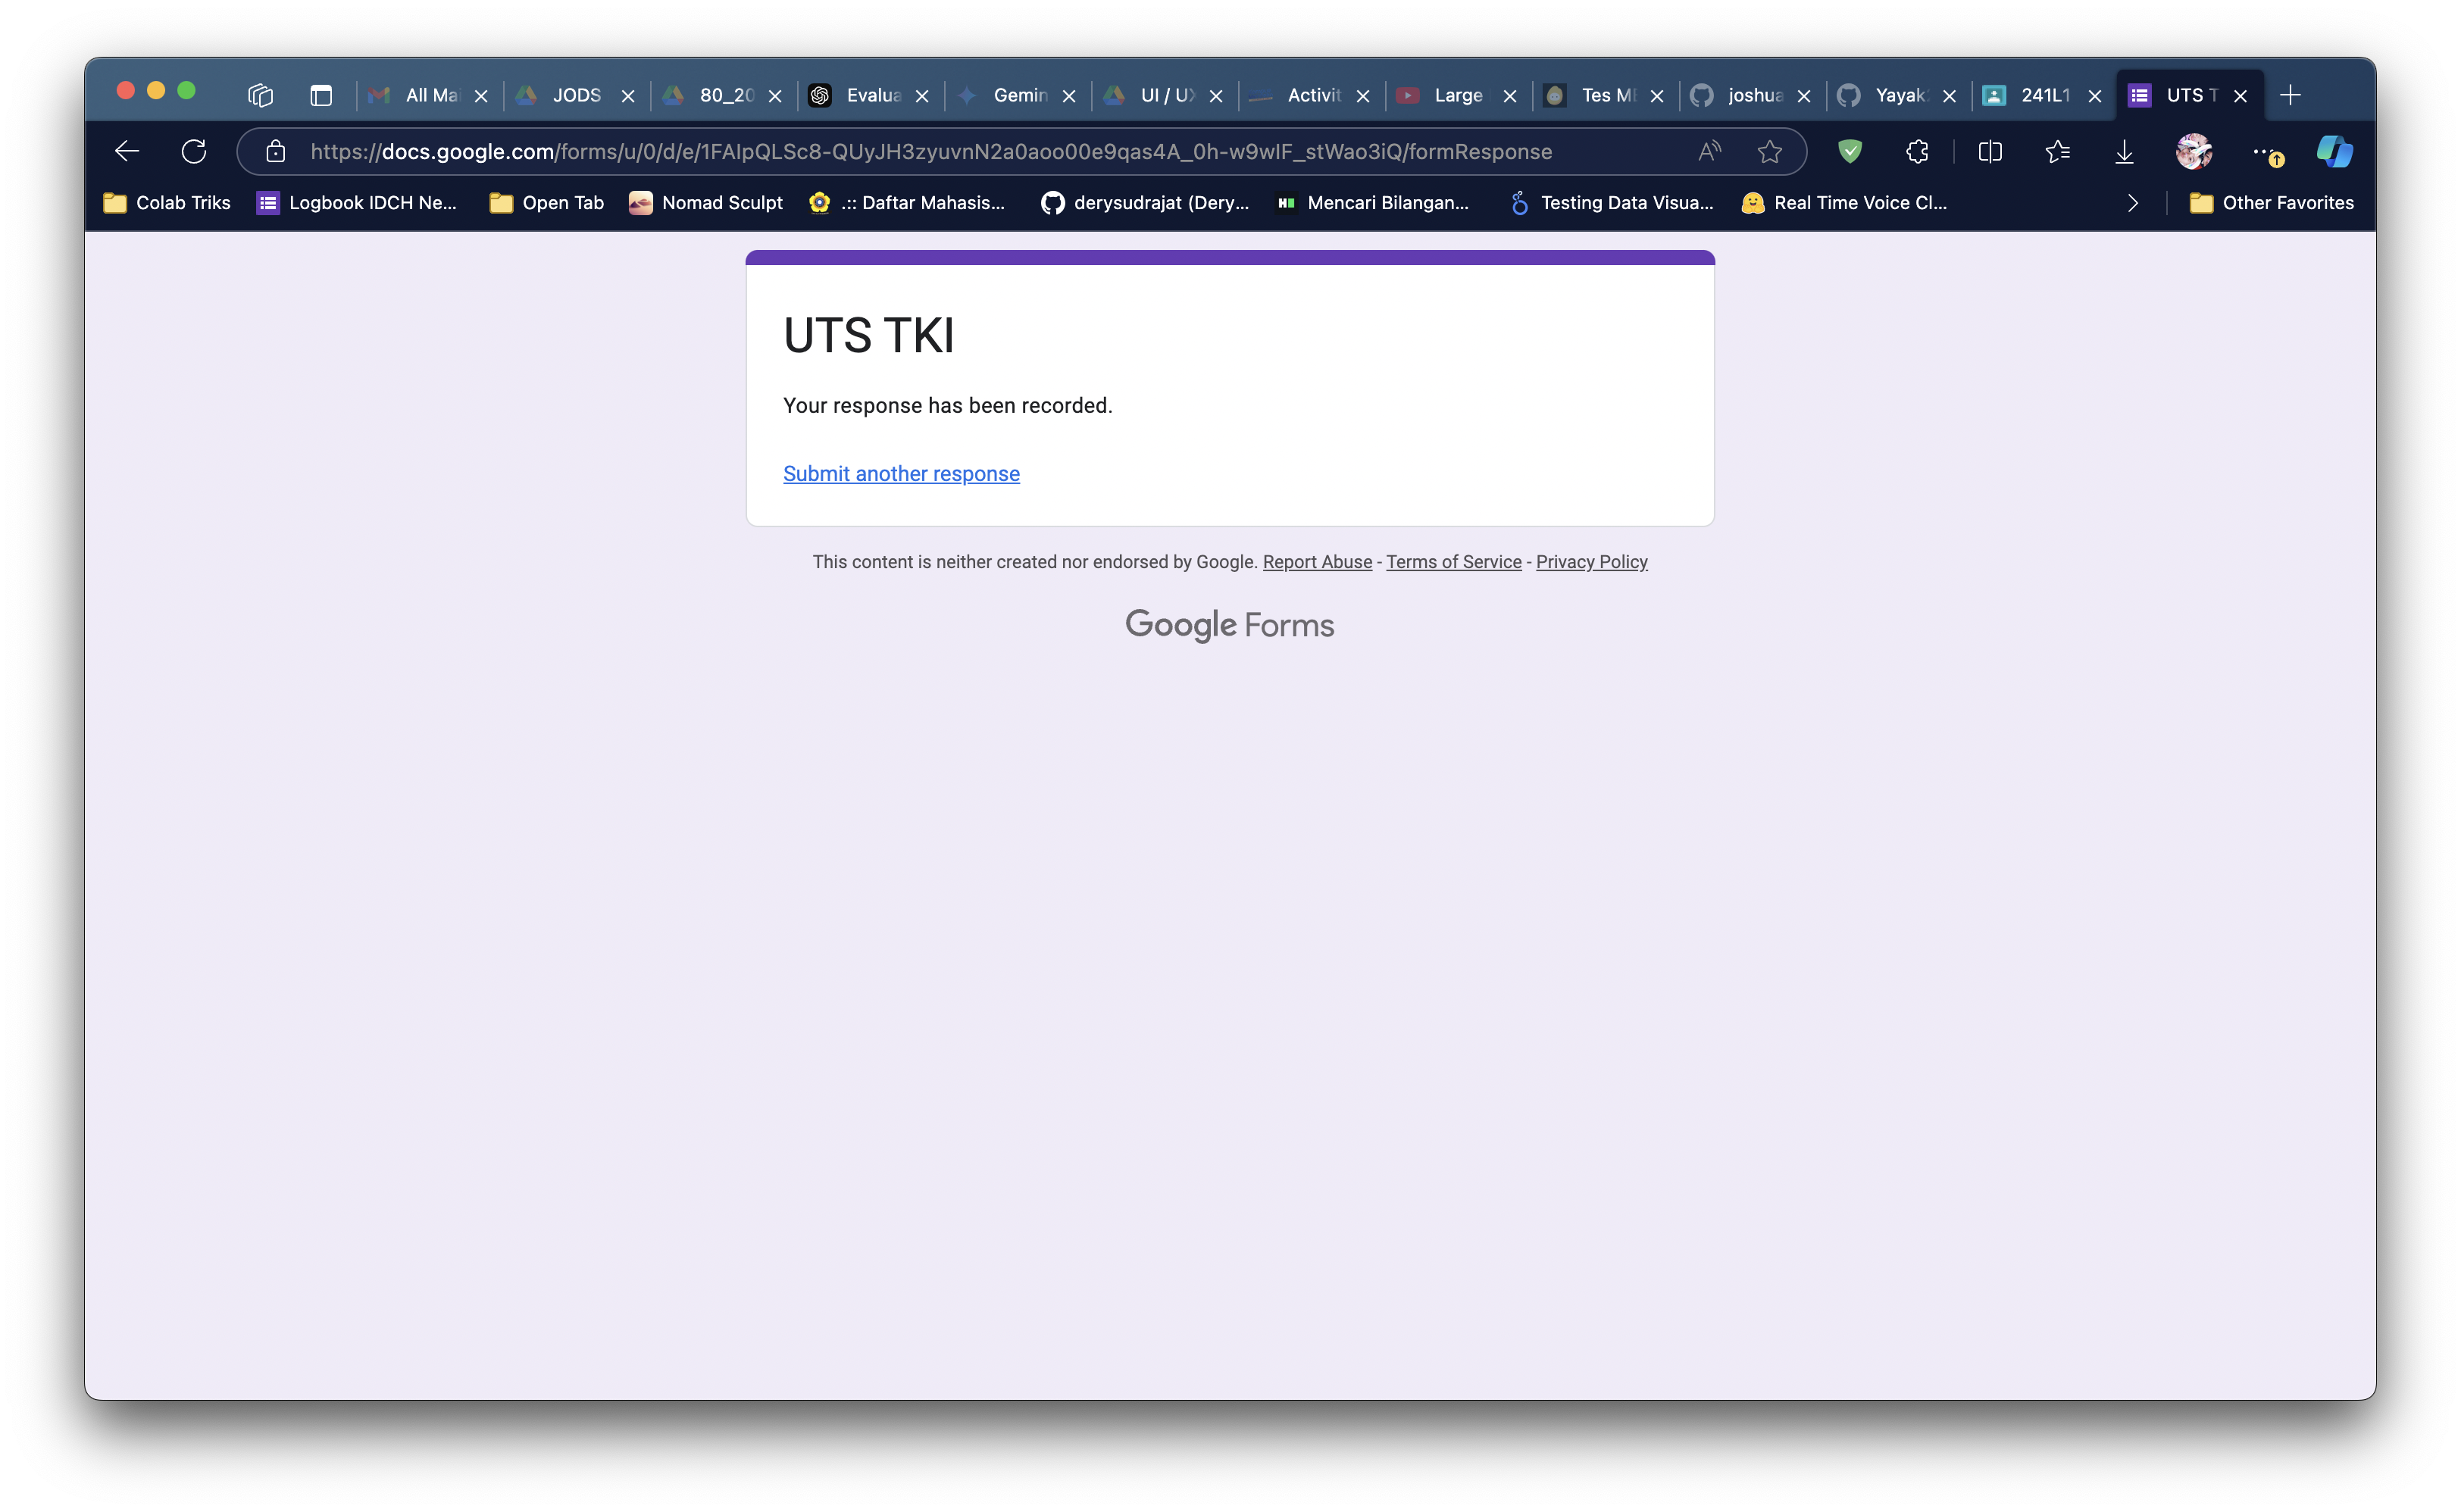 All Ma
JODS
80_20
Evalua
Gemin
UI / UX
Activit
Large
Tes M
joshua
Yayak
241L1
UTS T
https://docs.google.com/forms/u/0/d/e/1FAIpQLSc8-QUyJH3zyuvnN2a0aoo00e9qas4A_0h-w9wIF_stWao3iQ/formResponse
Colab Triks
Logbook IDCH Ne...
Open Tab
Nomad Sculpt
.:: Daftar Mahasis...
derysudrajat (Dery...
Mencari Bilangan...
Testing Data Visua...
Real Time Voice Cl...
Other Favorites
UTS TKI
Your response has been recorded.
Submit another response
This content is neither created nor endorsed by Google. Report Abuse - Terms of Service - Privacy Policy
Google Forms